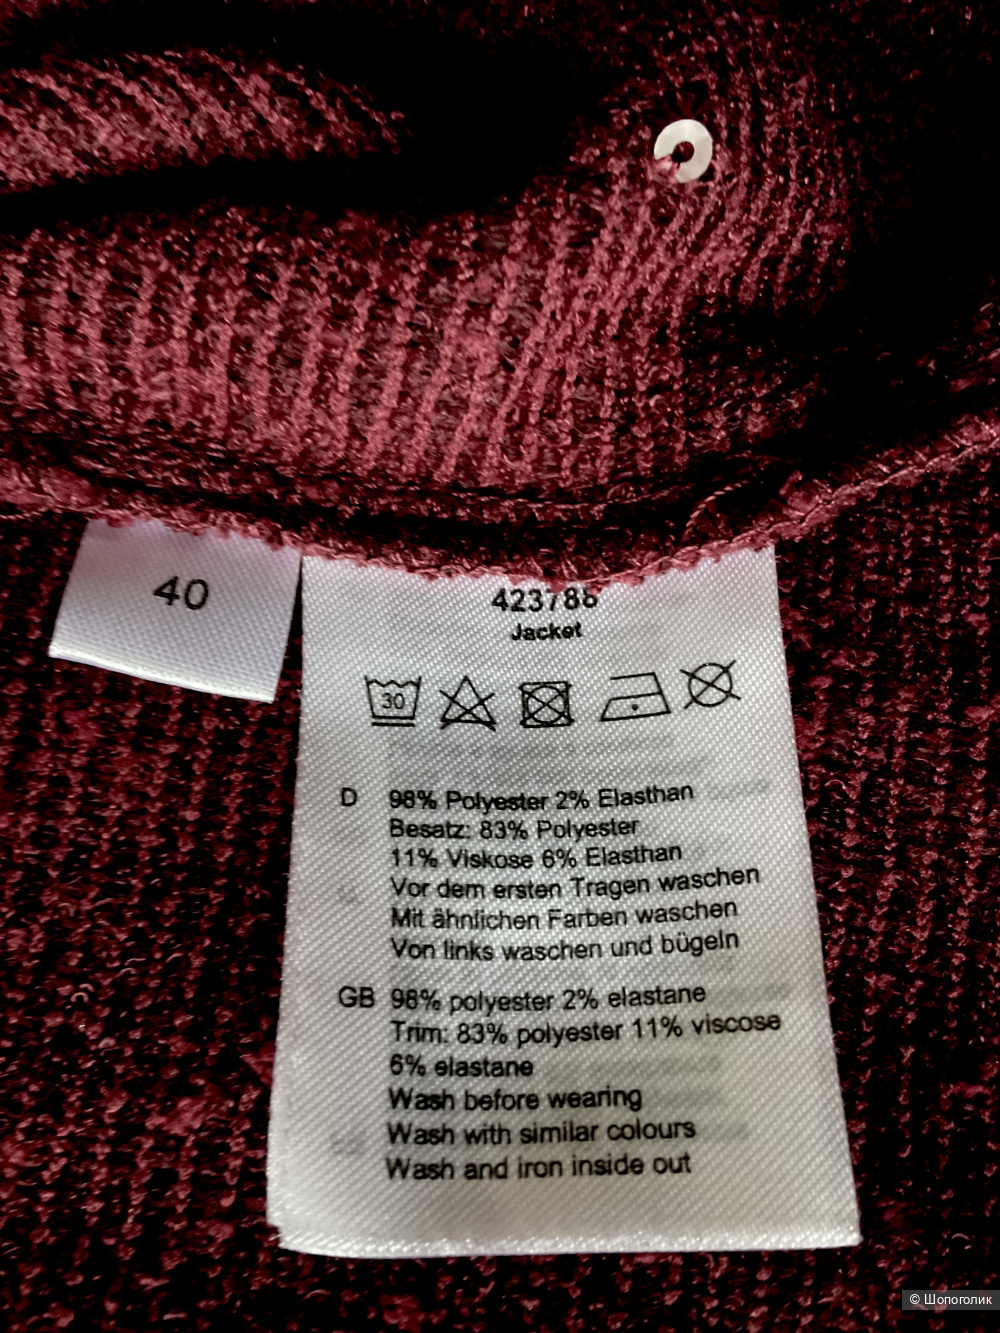 40
423786
Jacket
30
D 98% Polyester 2% Elasthan
Besatz: 83% Polyester
11% Viskose 6% Elasthan
Vor dem ersten Tragen waschen
Mit ähnlichen Farben waschen
Von links waschen und bügeln
GB 98% polyester 2% elastane
Trim: 83% polyester 11% viscose
6% elastane
Wash before wearing
Wash with similar colours
Wash and iron inside out
© Шопоголик